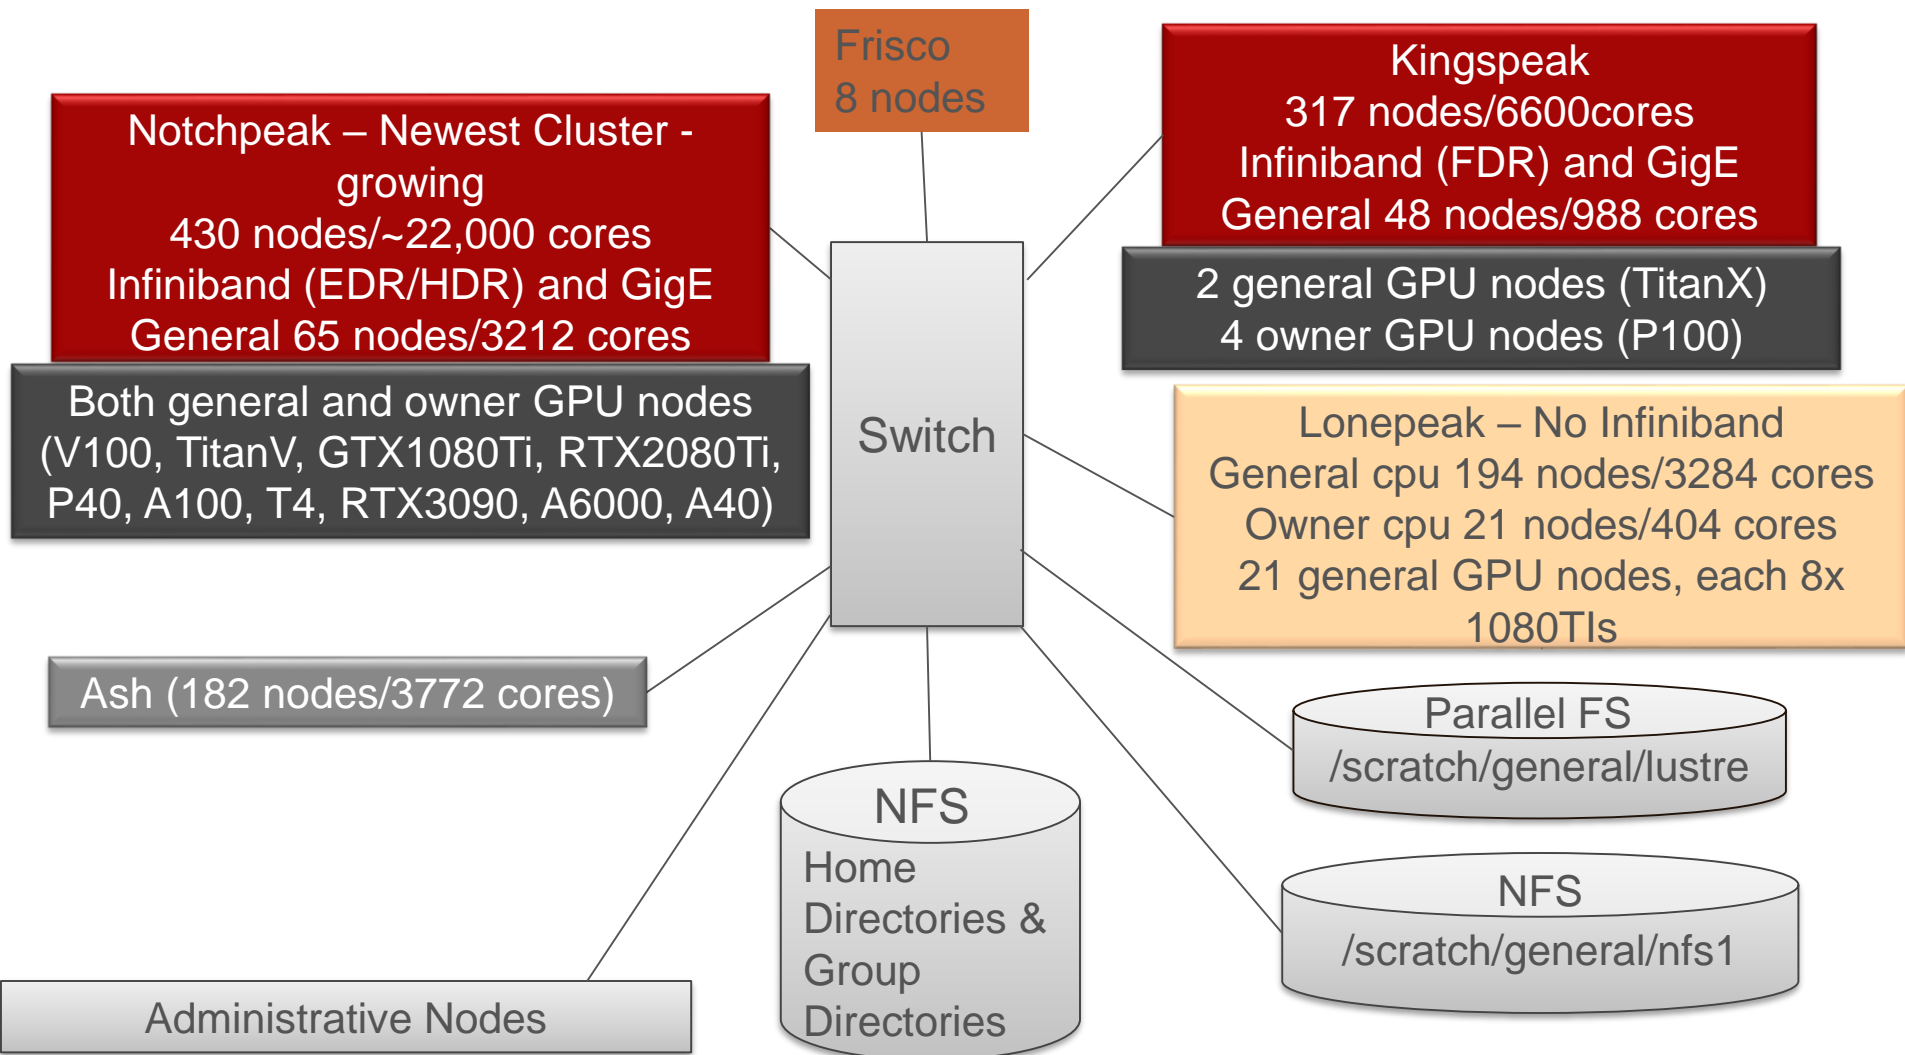 Frisco
8 nodes
Notchpeak – Newest Cluster -
growing
430 nodes/~22,000 cores
Infiniband (EDR/HDR) and GigE
General 65 nodes/3212 cores
Both general and owner GPU nodes
(V100, TitanV, GTX1080Ti, RTX2080Ti,
P40, A100, T4, RTX3090, A6000, A40)
Kingspeak
317 nodes/6600cores
Infiniband (FDR) and GigE
General 48 nodes/988 cores
2 general GPU nodes (TitanX)
4 owner GPU nodes (P100)
Switch
Lonepeak – No Infiniband
General cpu 194 nodes/3284 cores
Owner cpu 21 nodes/404 cores
21 general GPU nodes, each 8x
1080TIs
Ash (182 nodes/3772 cores)
Parallel FS
/scratch/general/lustre
NFS
Home
Directories &
Group
Directories
NFS
/scratch/general/nfs1
Administrative Nodes